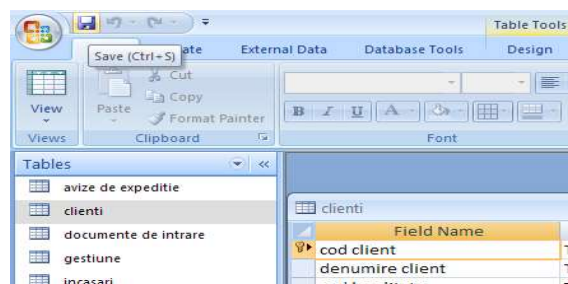 Table Tools
Save (Ctrl+S)
External Data
Database Tools
Design
View
Paste
Cut
Copy
Format Painter
B I U A
Views
Clipboard
Font
Tables
avize de expeditie
clienti
documente de intrare
gestiune
incasari
clienti
Field Name
cod client
denumire client